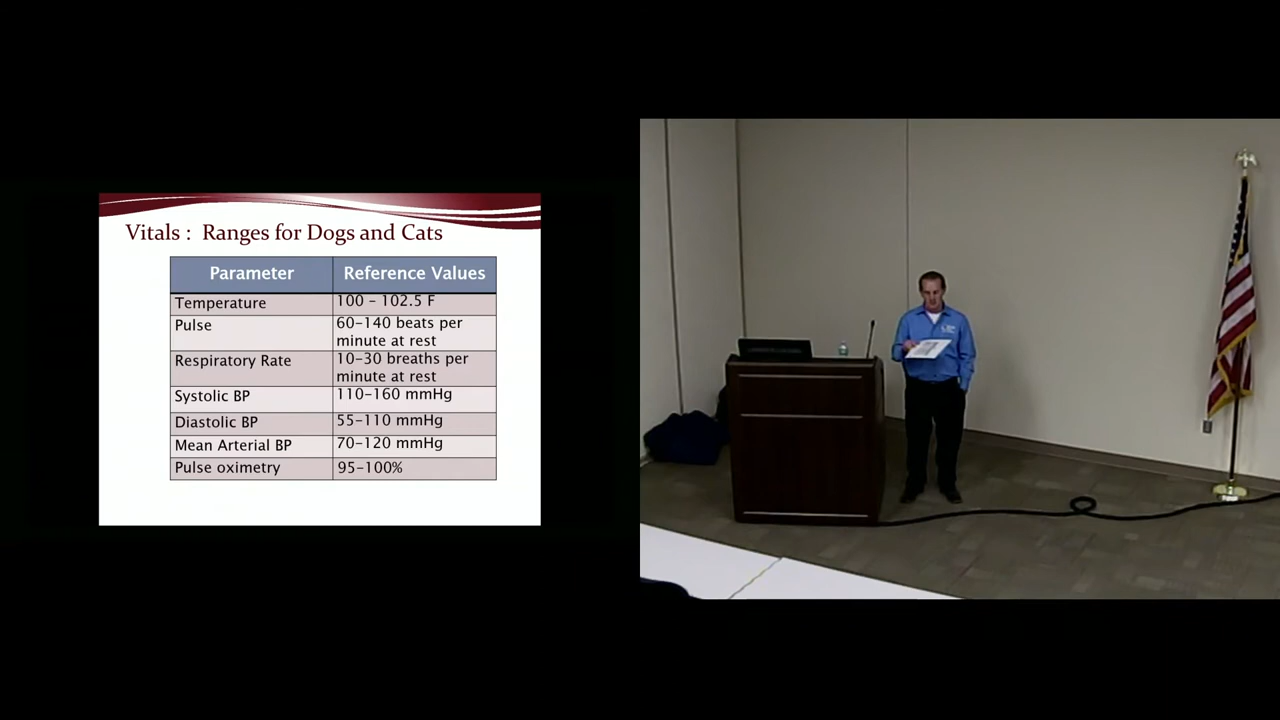 Vitals : Ranges for Dogs and Cats
Parameter Reference Values
Temperature 100 – 102.5 F
Pulse 60–140 beats per
minute at rest
Respiratory Rate 10–30 breaths per
minute at rest
Systolic BP 110–160 mmHg
Diastolic BP 55–110 mmHg
Mean Arterial BP 70–120 mmHg
Pulse oximetry 95–100%